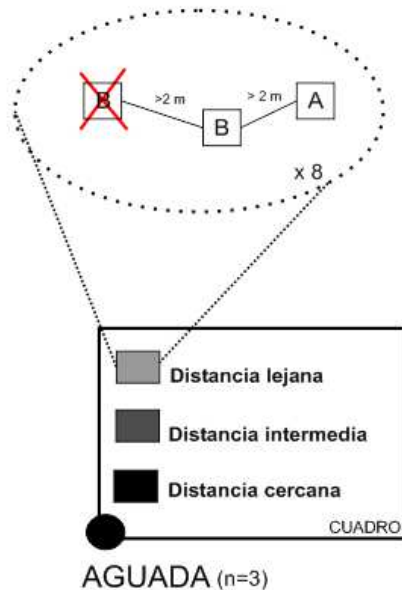 B >2 m B > 2 m A
x 8
Distancia lejana
Distancia intermedia
Distancia cercana
CUADRO
AGUADA (n=3)